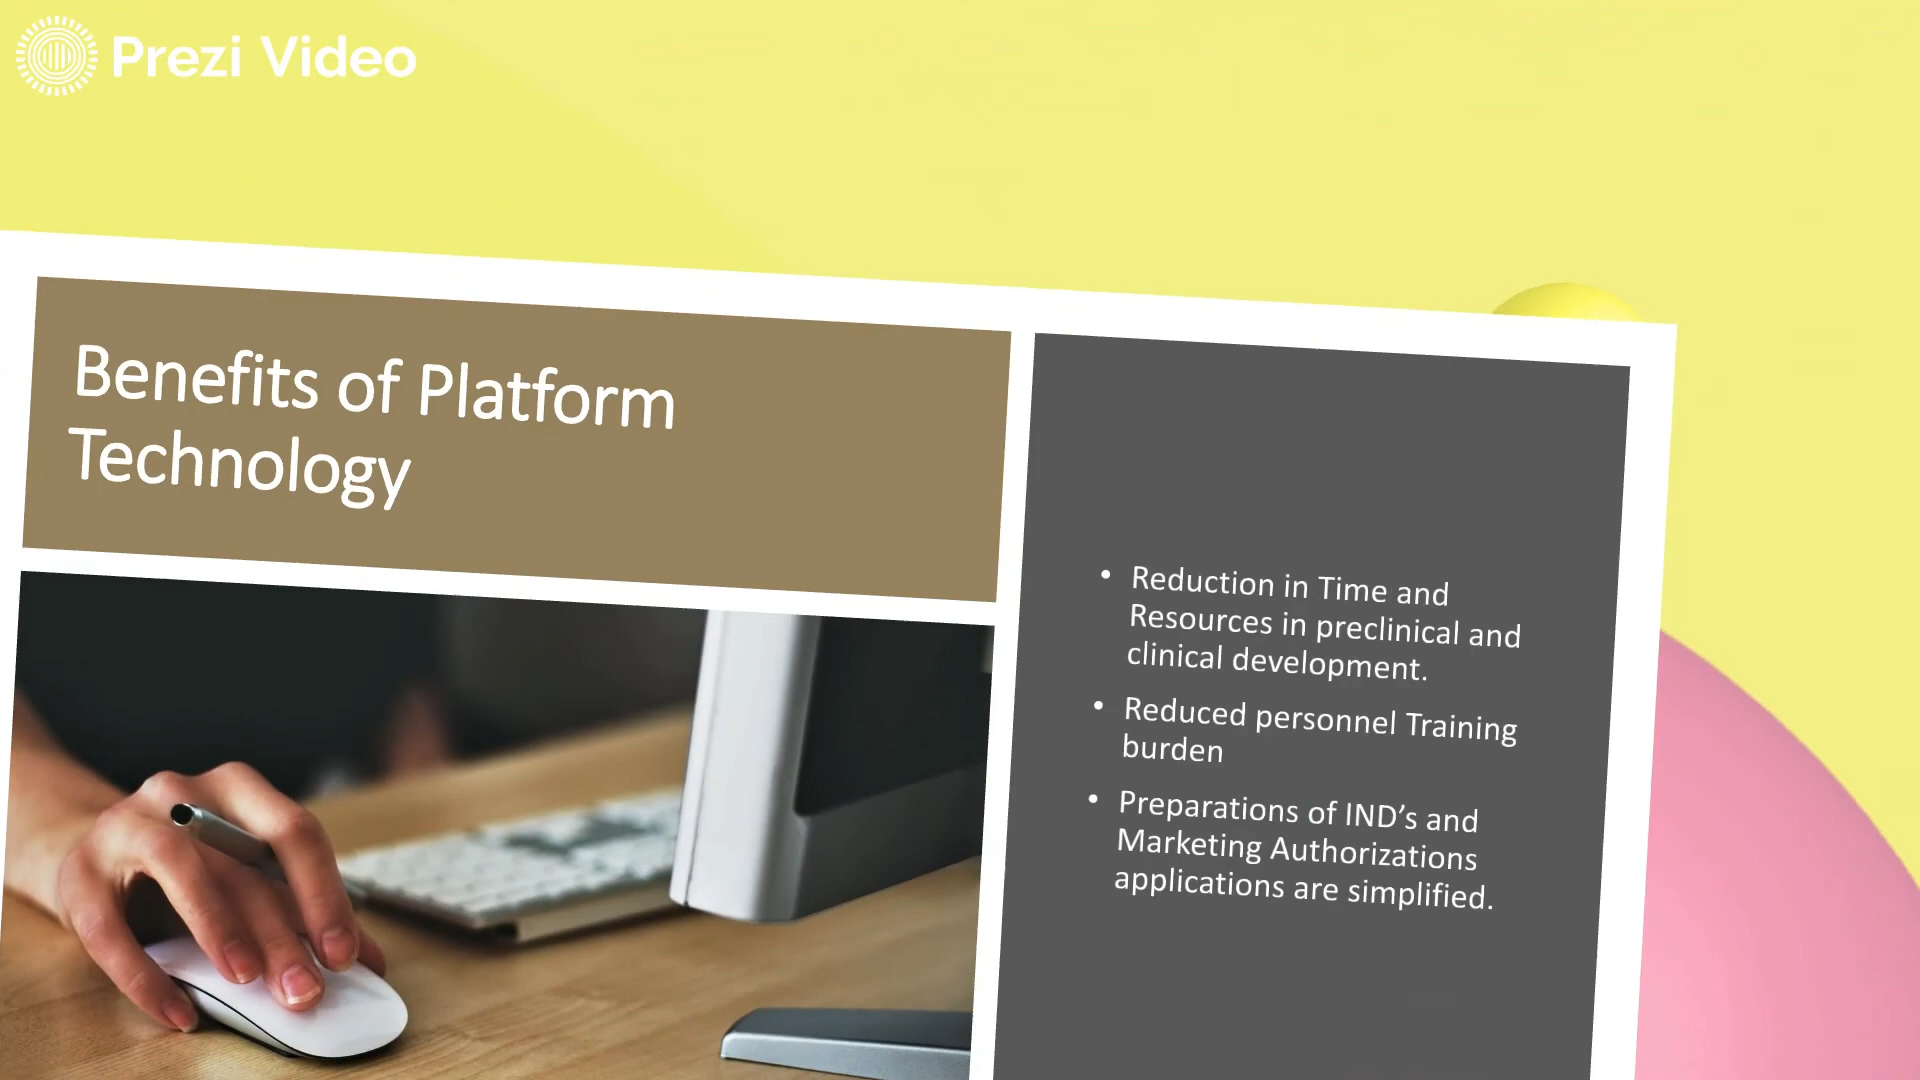 Prezi Video
Benefits of Platform
Technology
• Reduction in Time and
Resources in preclinical and
clinical development.
• Reduced personnel Training
burden
• Preparations of IND’s and
Marketing Authorizations
applications are simplified.